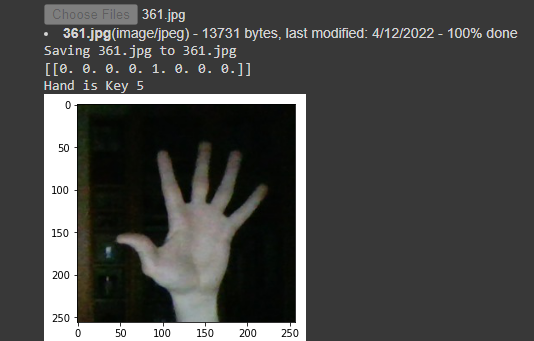 Choose Files 361.jpg
• 361.jpg(image/jpeg) - 13731 bytes, last modified: 4/12/2022 - 100% done
Saving 361.jpg to 361.jpg
[[0. 0. 0. 0. 1. 0. 0. 0.]]
Hand is Key 5
0
50
100
150
200
250
0 50 100 150 200 250